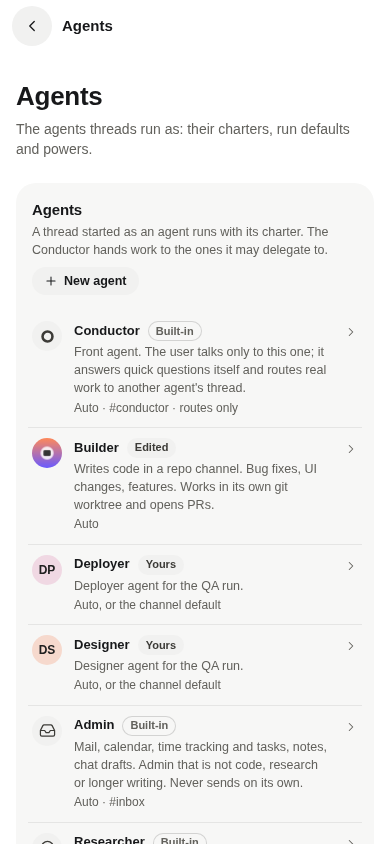 Agents
Agents
The agents threads run as: their charters, run defaults
and powers.
Agents
A thread started as an agent runs with its charter. The
Conductor hands work to the ones it may delegate to.
New agent
Conductor Built-in
Front agent. The user talks only to this one; it
answers quick questions itself and routes real
work to another agent's thread.
Auto · #conductor · routes only
Builder Edited
Writes code in a repo channel. Bug fixes, UI
changes, features. Works in its own git
worktree and opens PRs.
Auto
DP Deployer Yours
Deployer agent for the QA run.
Auto, or the channel default
DS Designer Yours
Designer agent for the QA run.
Auto, or the channel default
Admin Built-in
Mail, calendar, time tracking and tasks, notes,
chat drafts. Admin that is not code, research
or longer writing. Never sends on its own.
Auto · #inbox
Researcher Built-in